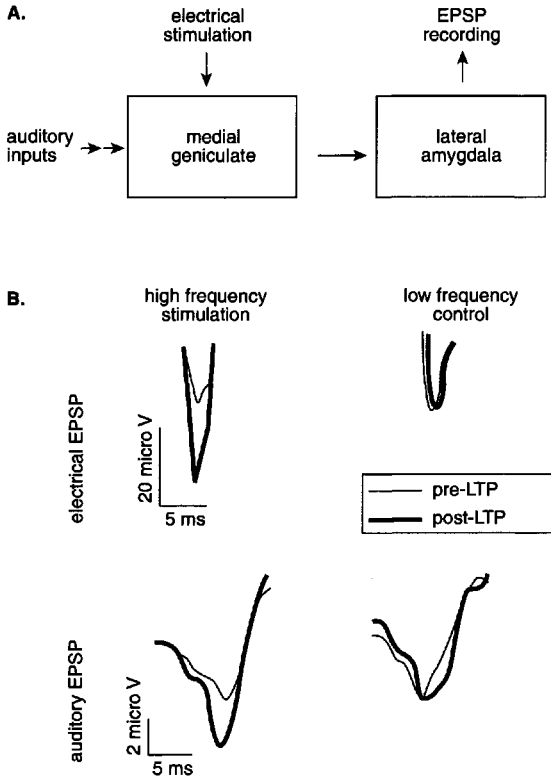 A.
electrical
stimulation
EPSP
recording
auditory
inputs
medial
geniculate
lateral
amygdala
B.
high frequency
stimulation
low frequency
control
electrical EPSP
20 micro V
5 ms
pre-LTP
post-LTP
auditory EPSP
2 micro V
5 ms